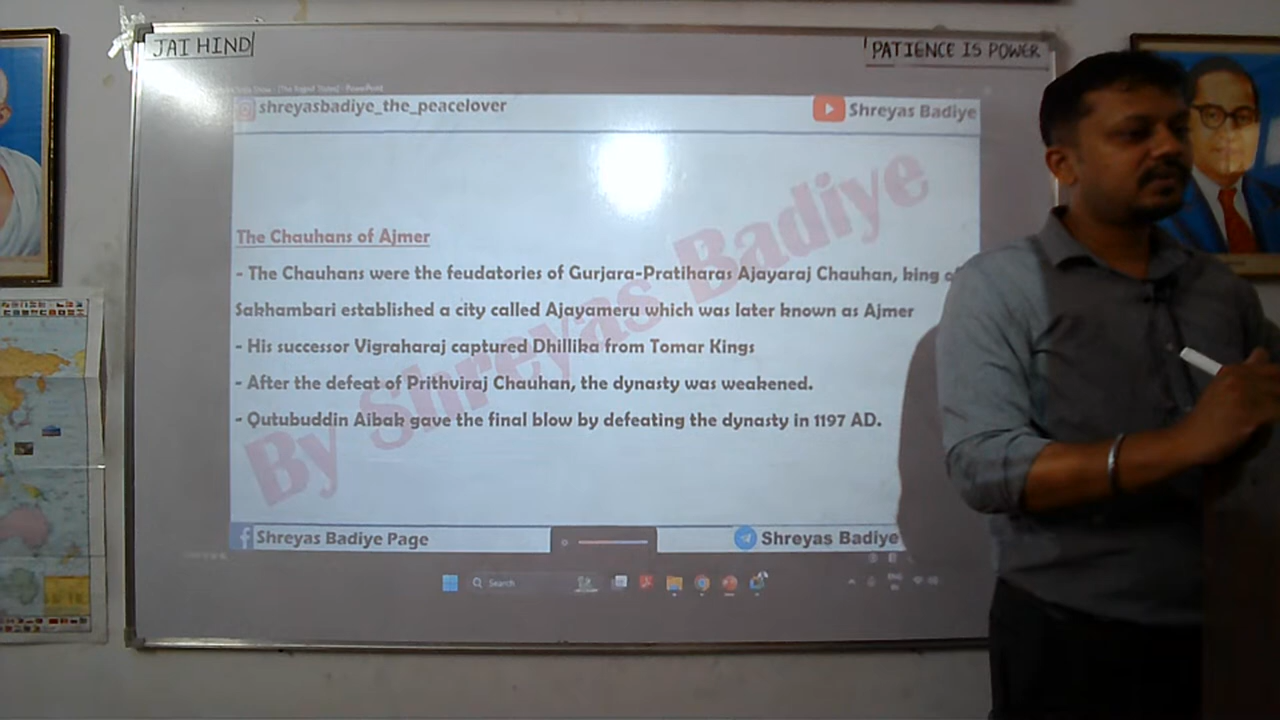 JAI HIND
PATIENCE IS POWER
shreyasbadiye_the_peacelover
Shreyas Badiye
The Chauhans of Ajmer
- The Chauhans were the feudatories of Gurjara-Pratiharas Ajayaraj Chauhan, king
Sakhambari established a city called Ajayameru which was later known as Ajmer
- His successor Vigraharaj captured Dhillika from Tomar Kings
- After the defeat of Prithviraj Chauhan, the dynasty was weakened.
- Qutubuddin Aibak gave the final blow by defeating the dynasty in 1197 AD.
By Shreyas Badiye
Shreyas Badiye Page
Shreyas Badiye
Search